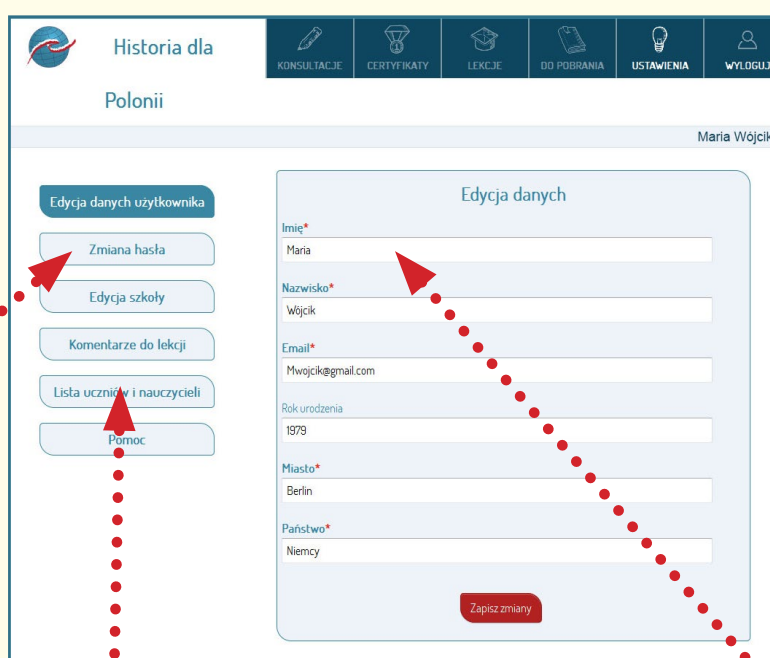 Historia dla
Polonii
KONSULTACJE
CERTYFIKATY
LEKCJE
DO POBRANIA
USTAWIENIA
WYLOGUJ
Maria Wójcik
Edycja danych użytkownika
Zmiana hasła
Edycja szkoły
Komentarze do lekcji
Lista uczniów i nauczycieli
Pomoc
Edycja danych
Imię*
Maria
Nazwisko*
Wójcik
Email*
Mwojcik@gmail.com
Rok urodzenia
1979
Miasto*
Berlin
Państwo*
Niemcy
Zapisz zmiany